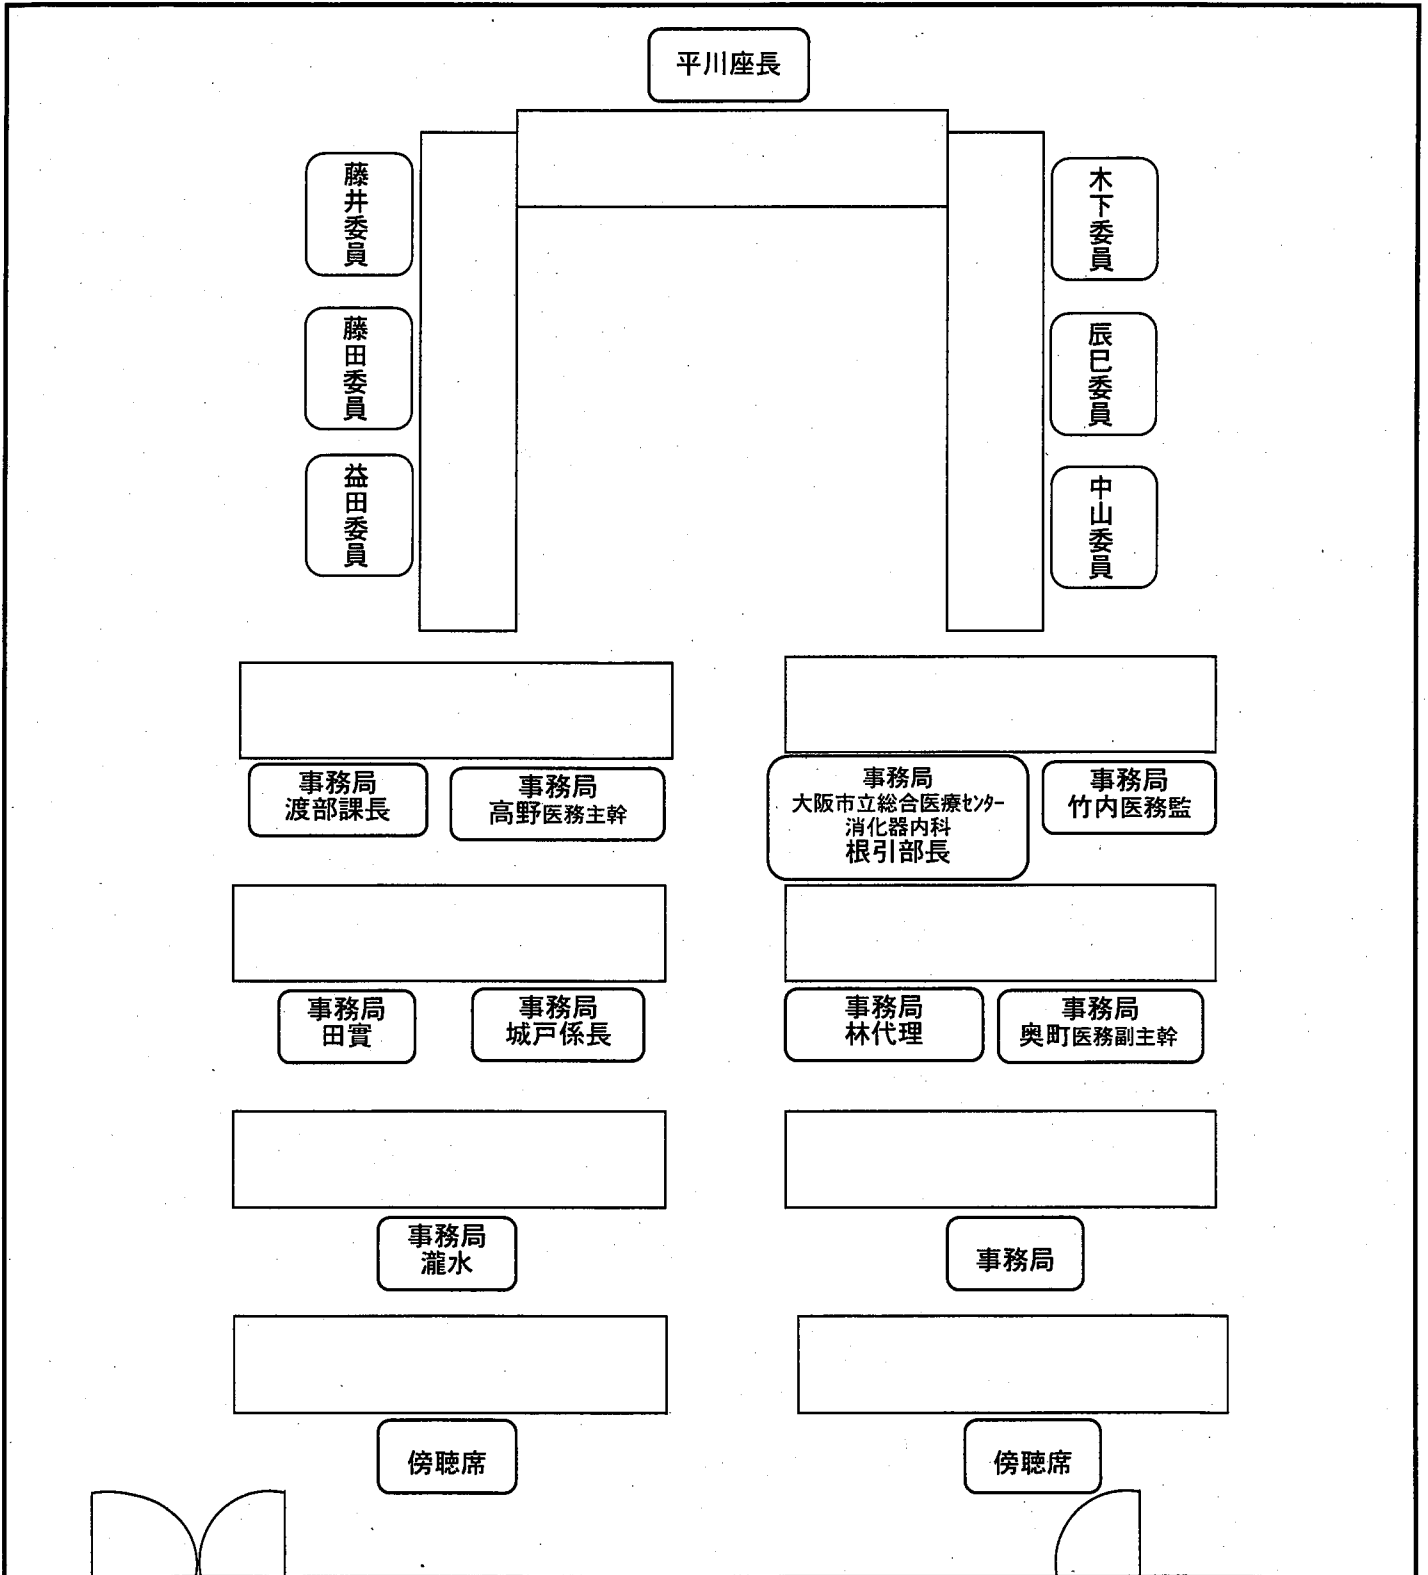 平川座長
藤井委員
木下委員
藤田委員
辰巳委員
益田委員
中山委員
事務局
渡部課長
事務局
高野医務主幹
事務局
大阪市立総合医療ｾﾝﾀｰ
消化器内科
根引部長
事務局
竹内医務監
事務局
田實
事務局
城戸係長
事務局
林代理
事務局
奥町医務副主幹
事務局
瀧水
事務局
傍聴席
傍聴席